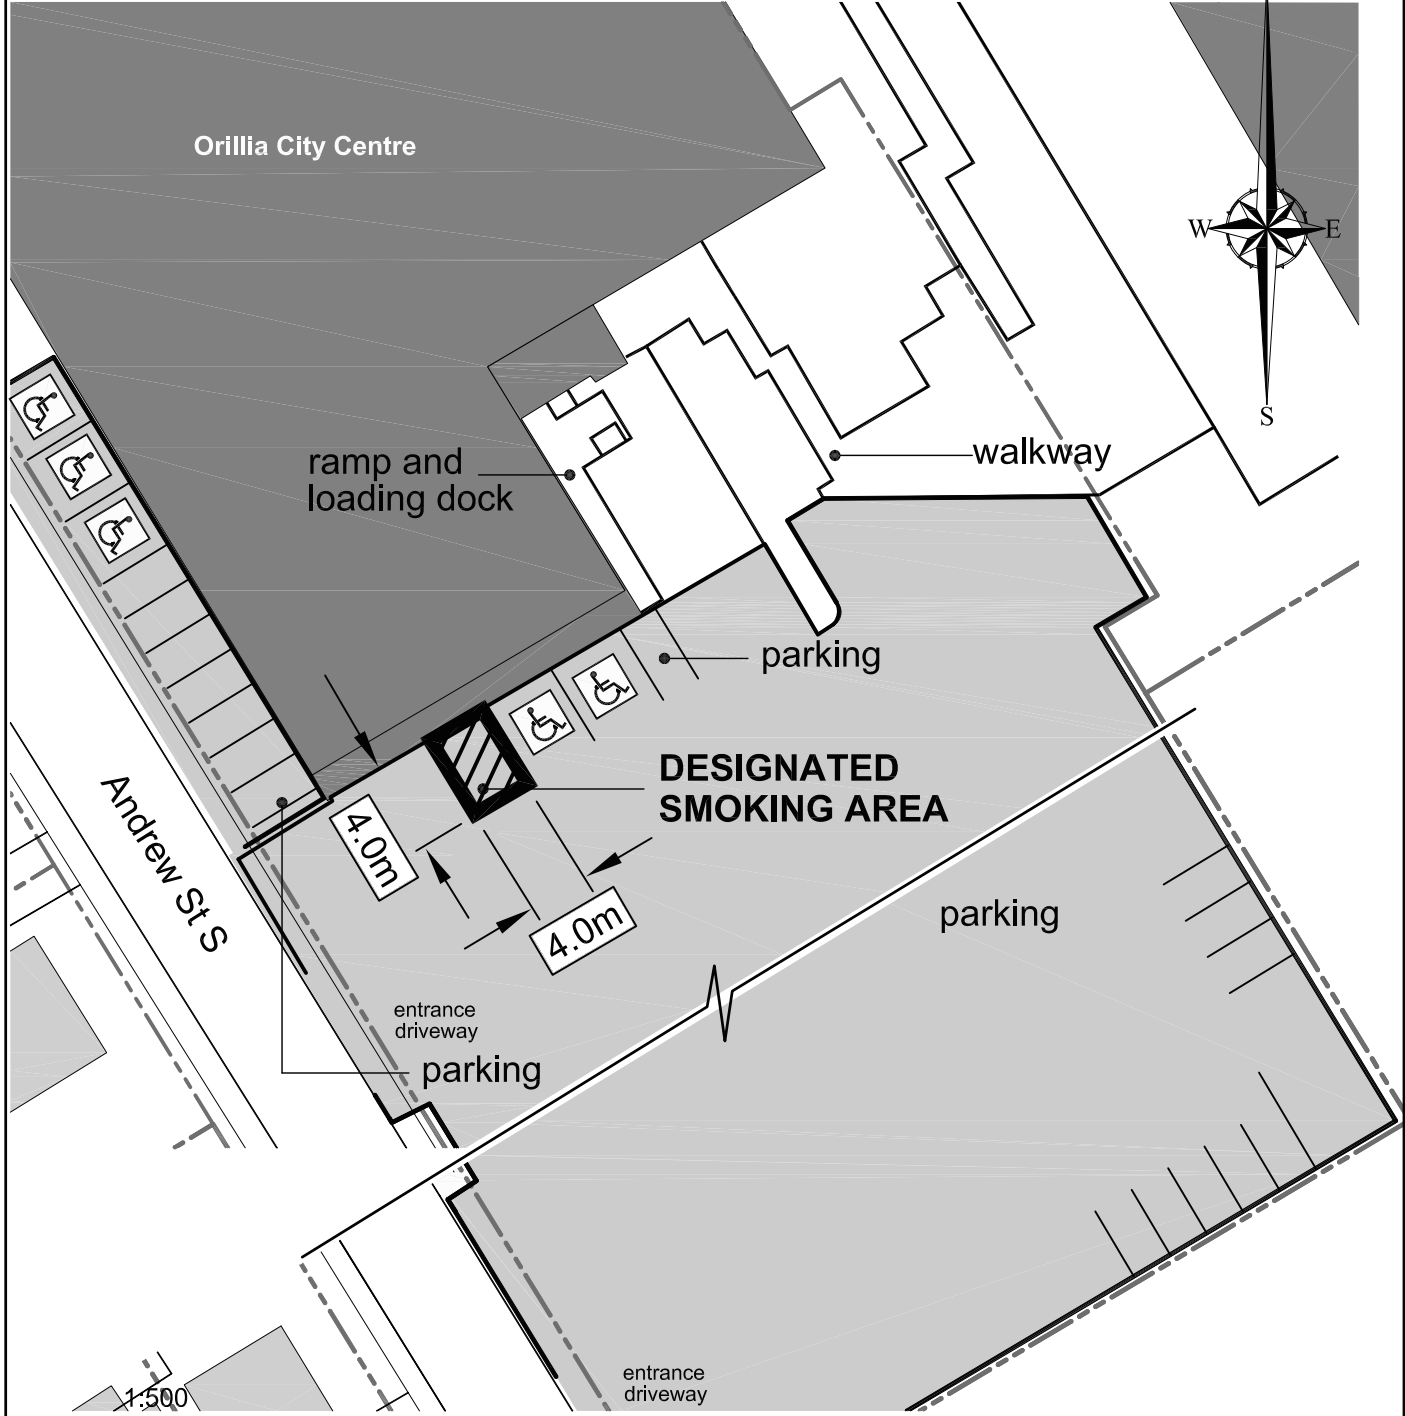 Orillia City Centre
W
E
S
ramp and
loading dock
walkway
parking
DESIGNATED
SMOKING AREA
4.0m
4.0m
Andrew St S
parking
entrance
driveway
parking
entrance
driveway
1:500